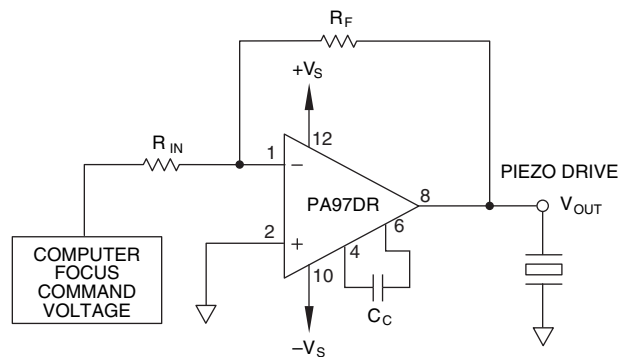 R_F
+V_S
R_IN
12
1
−
PA97DR
8
PIEZO DRIVE
V_OUT
2
+
6
4
10
C_C
COMPUTER
FOCUS
COMMAND
VOLTAGE
−V_S